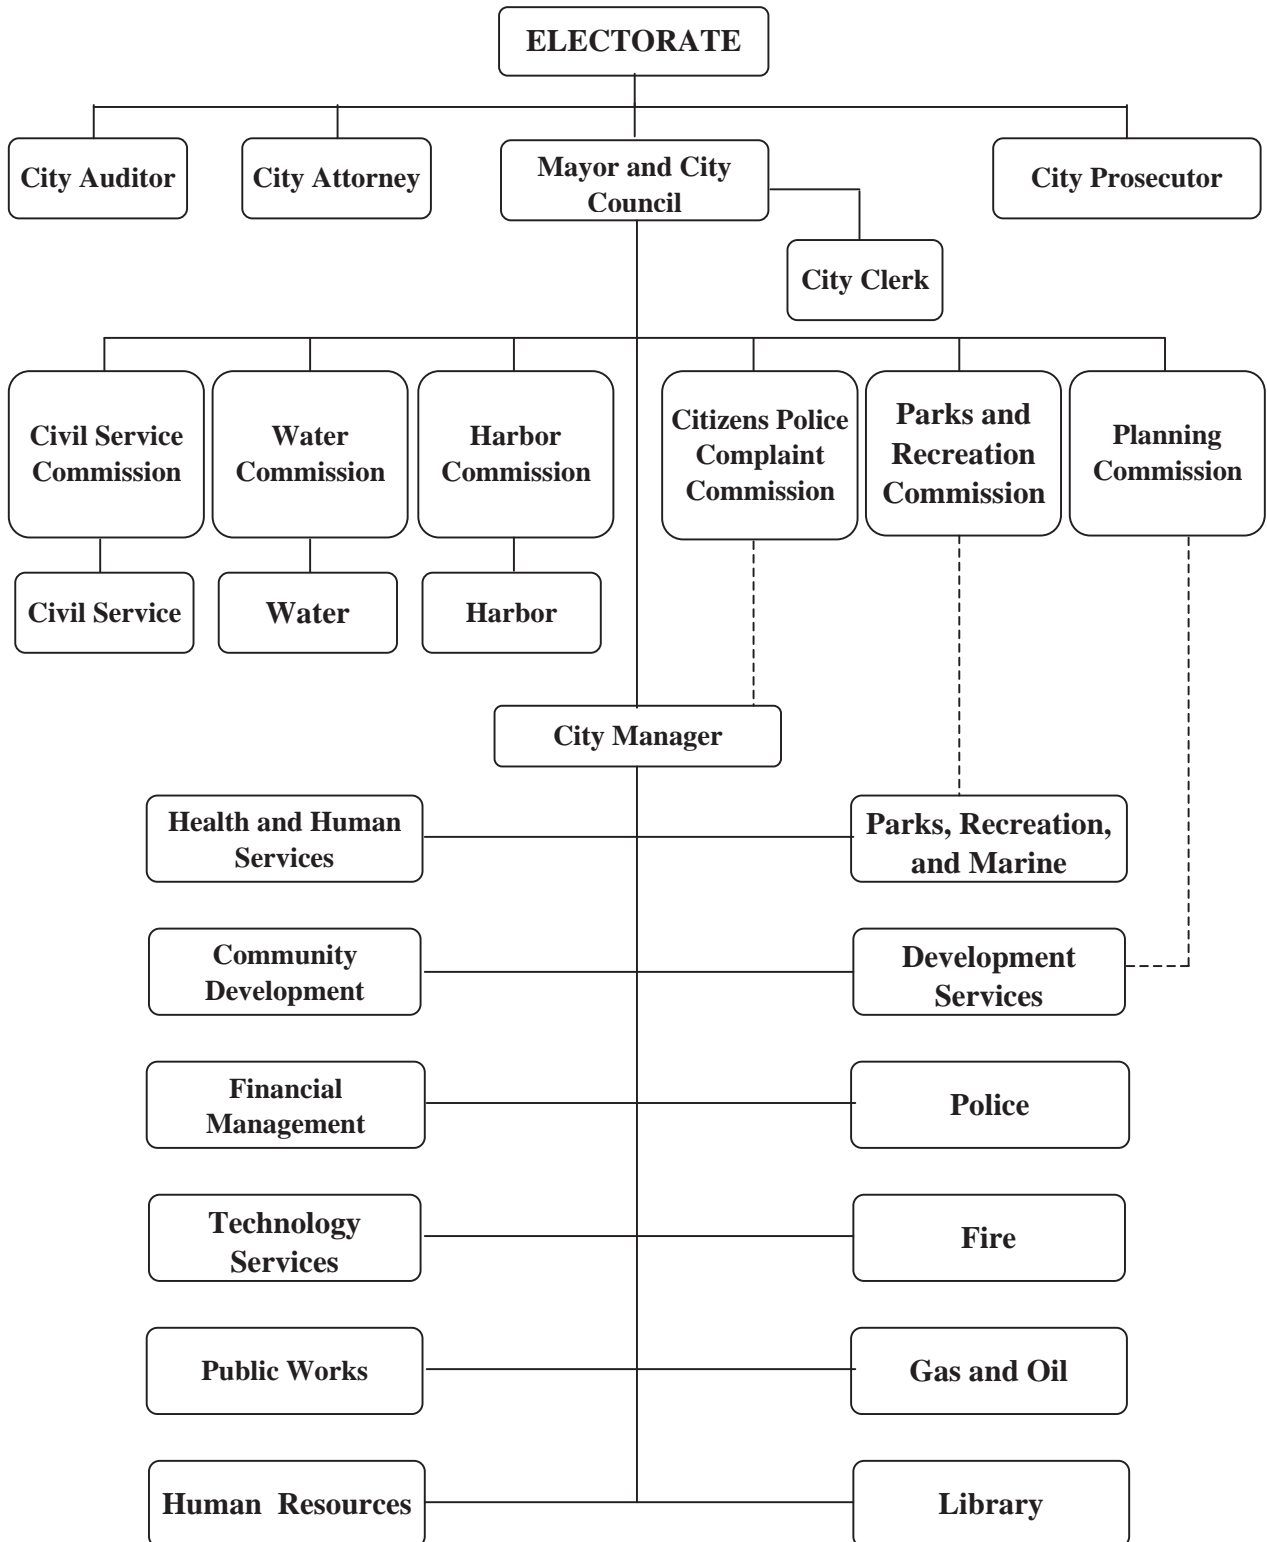 ELECTORATE
City Auditor
City Attorney
Mayor and City
Council
City Prosecutor
City Clerk
Civil Service
Commission
Water
Commission
Harbor
Commission
Citizens Police
Complaint
Commission
Parks and
Recreation
Commission
Planning
Commission
Civil Service
Water
Harbor
City Manager
Health and Human
Services
Parks, Recreation,
and Marine
Community
Development
Development
Services
Financial
Management
Police
Technology
Services
Fire
Public Works
Gas and Oil
Human Resources
Library